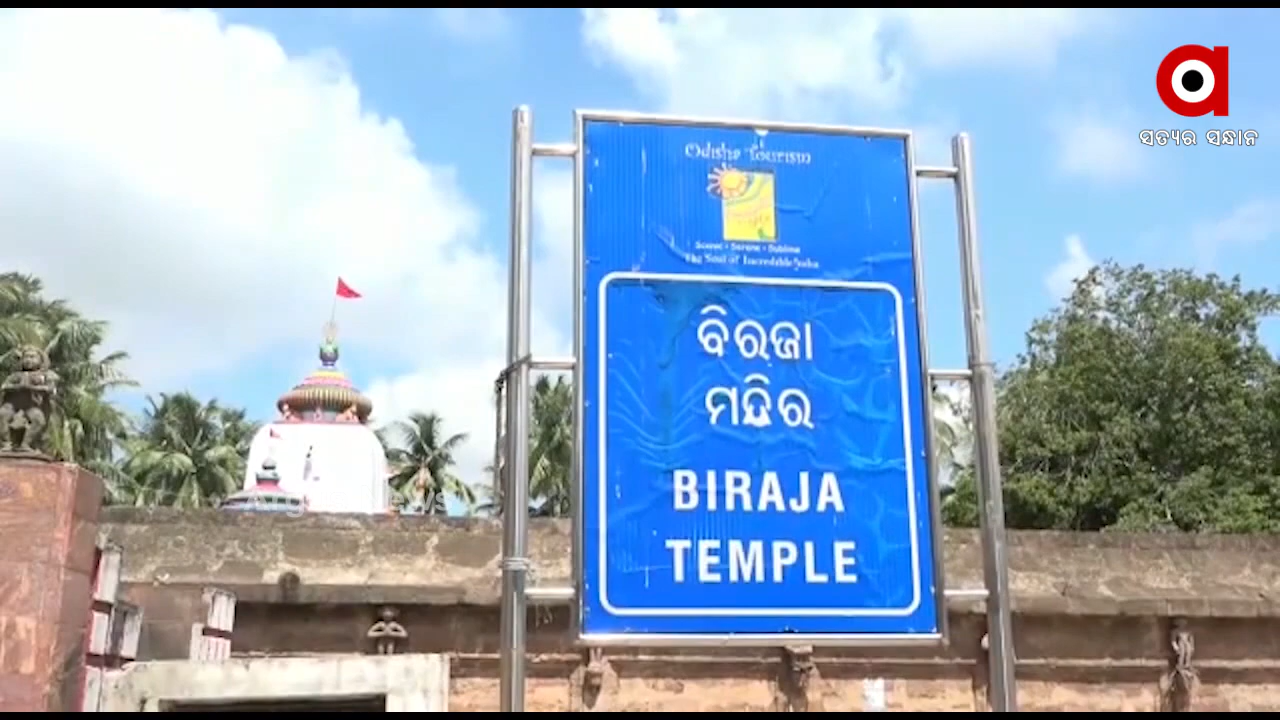 ସତ୍ୟର ସନ୍ଧାନ
Odisha Tourism
Scenic • Serene • Sublime
The Soul of Incredible India
ବିରଜା
ମନ୍ଦିର
BIRAJA
TEMPLE